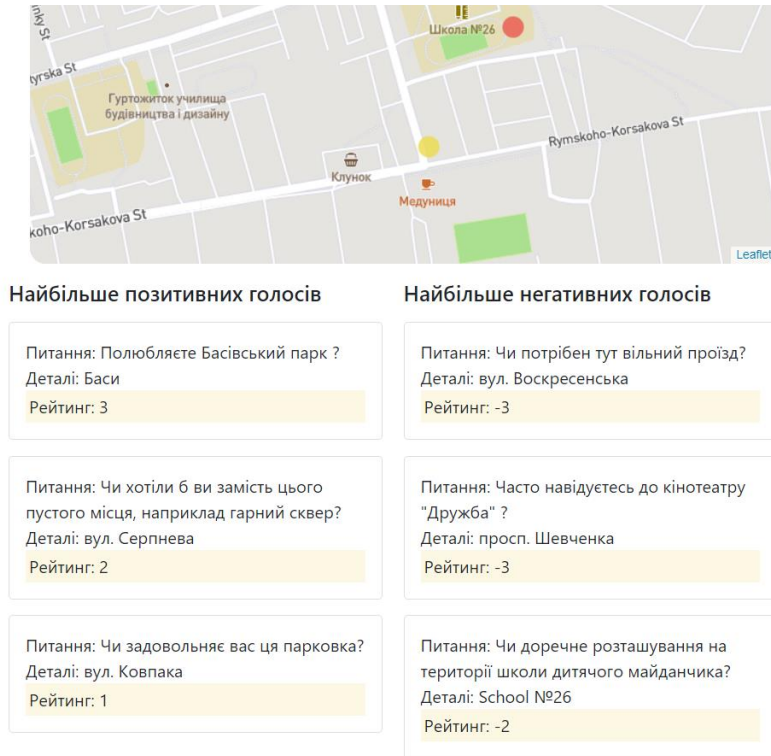 nky St
Школа №26
tyrska St
Гуртожиток училища
будівництва і дизайну
Rymskoho-Korsakova St
Клунок
Медуниця
koho-Korsakova St
Leaflet
Найбільше позитивних голосів
Питання: Полюбляєте Басівський парк ?
Деталі: Баси
Рейтинг: 3
Питання: Чи хотіли б ви замість цього
пустого місця, наприклад гарний сквер?
Деталі: вул. Серпнева
Рейтинг: 2
Питання: Чи задовольняє вас ця парковка?
Деталі: вул. Ковпака
Рейтинг: 1
Найбільше негативних голосів
Питання: Чи потрібен тут вільний проїзд?
Деталі: вул. Воскресенська
Рейтинг: -3
Питання: Часто навідуєтесь до кінотеатру
"Дружба" ?
Деталі: просп. Шевченка
Рейтинг: -3
Питання: Чи доречне розташування на
території школи дитячого майданчика?
Деталі: School №26
Рейтинг: -2